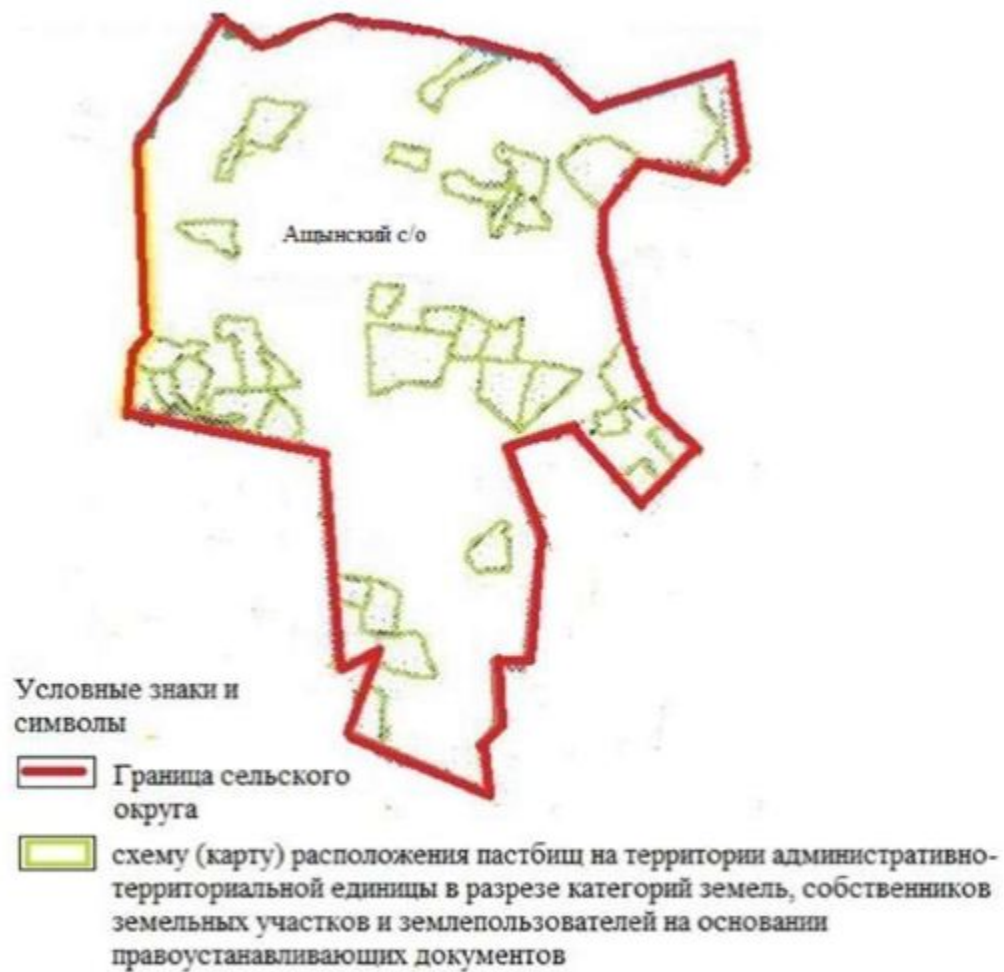 Ащынский с/о
Условные знаки и
символы
Граница сельского
округа
схему (карту) расположения пастбищ на территории административно-
территориальной единицы в разрезе категорий земель, собственников
земельных участков и землепользователей на основании
правоустанавливающих документов